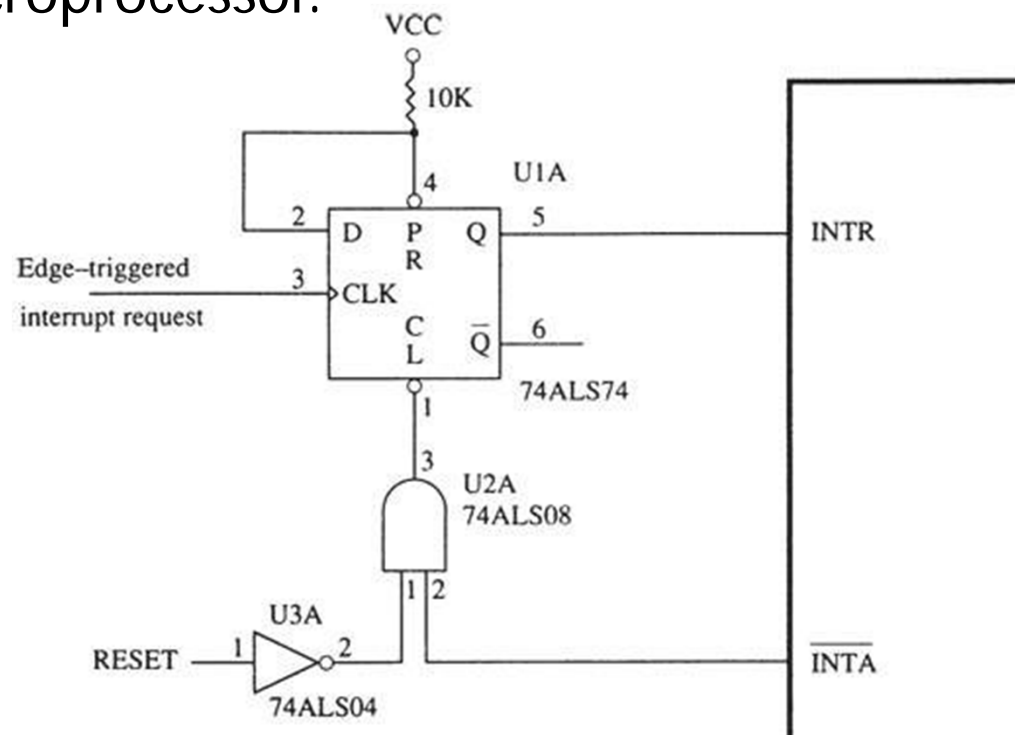 croprocessor.
VCC
10K
4
U1A
2
D
P
R
Q
5
INTR
Edge–triggered
3
CLK
interrupt request
C
L
Q̅
6
1
74ALS74
3
U2A
74ALS08
1 2
U3A
RESET
1
2
I̅N̅T̅A̅
74ALS04